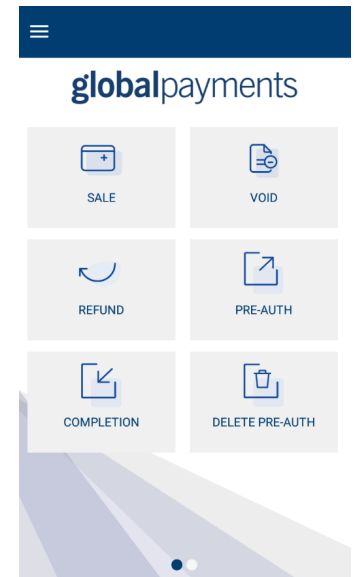 globalpayments
SALE
VOID
REFUND
PRE-AUTH
COMPLETION
DELETE PRE-AUTH